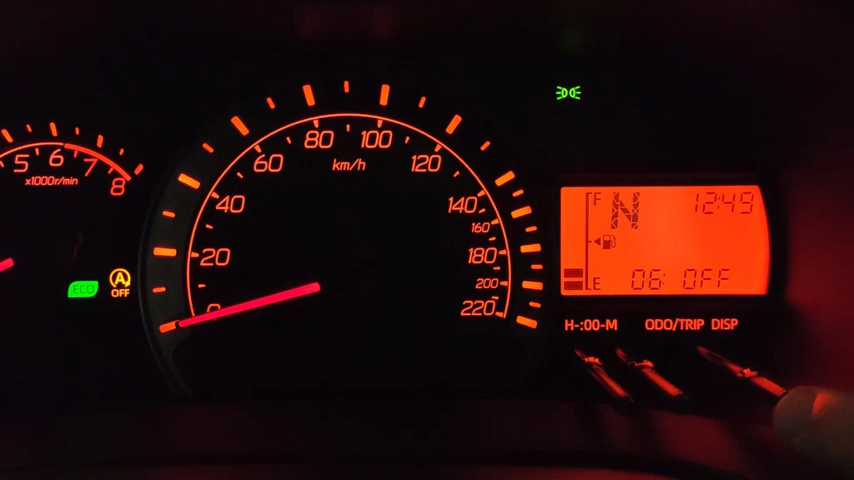 5 6 7 8
x1000r/min
ECO
A
OFF
0 20 40 60 80 100 120 140 160 180 200 220
km/h
F
N
12:49
E
06: OFF
H-:00-M
ODO/TRIP
DISP